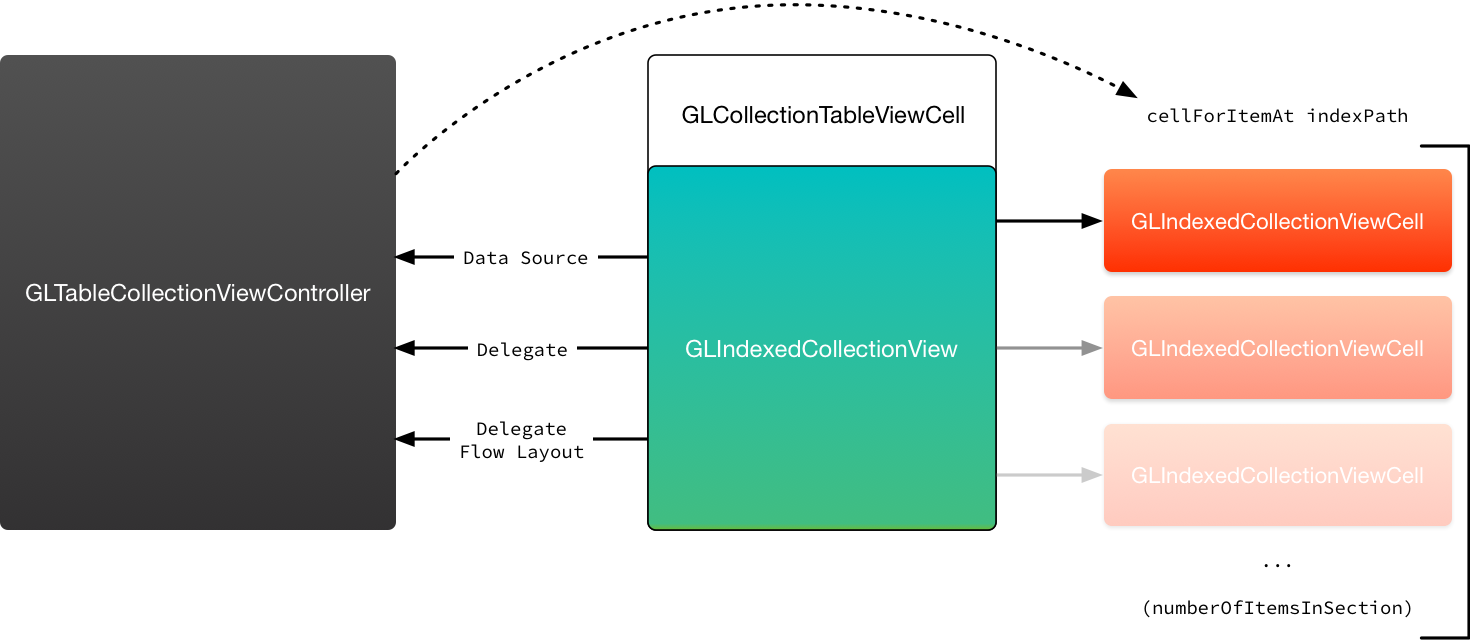 GLTableCollectionViewController
Data Source
Delegate
Delegate
Flow Layout
GLCollectionTableViewCell
GLIndexedCollectionView
cellForItemAt indexPath
GLIndexedCollectionViewCell
GLIndexedCollectionViewCell
GLIndexedCollectionViewCell
...
(numberOfItemsInSection)